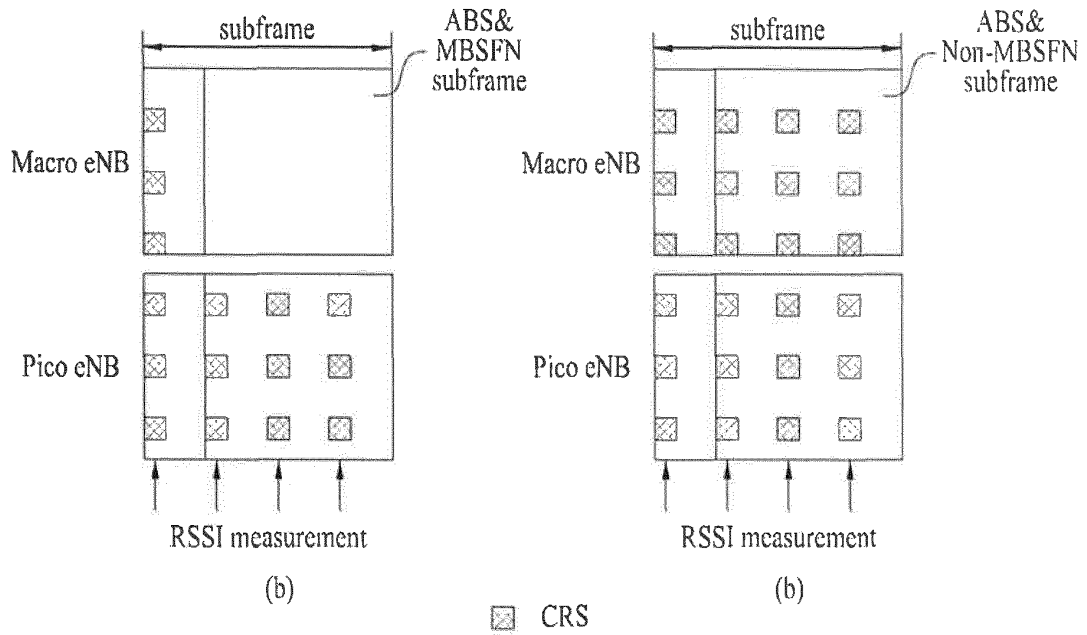 subframe
ABS&
MBSFN
subframe
Macro eNB
Pico eNB
RSSI measurement
(b)
subframe
ABS&
Non-MBSFN
subframe
Macro eNB
Pico eNB
RSSI measurement
(b)
CRS